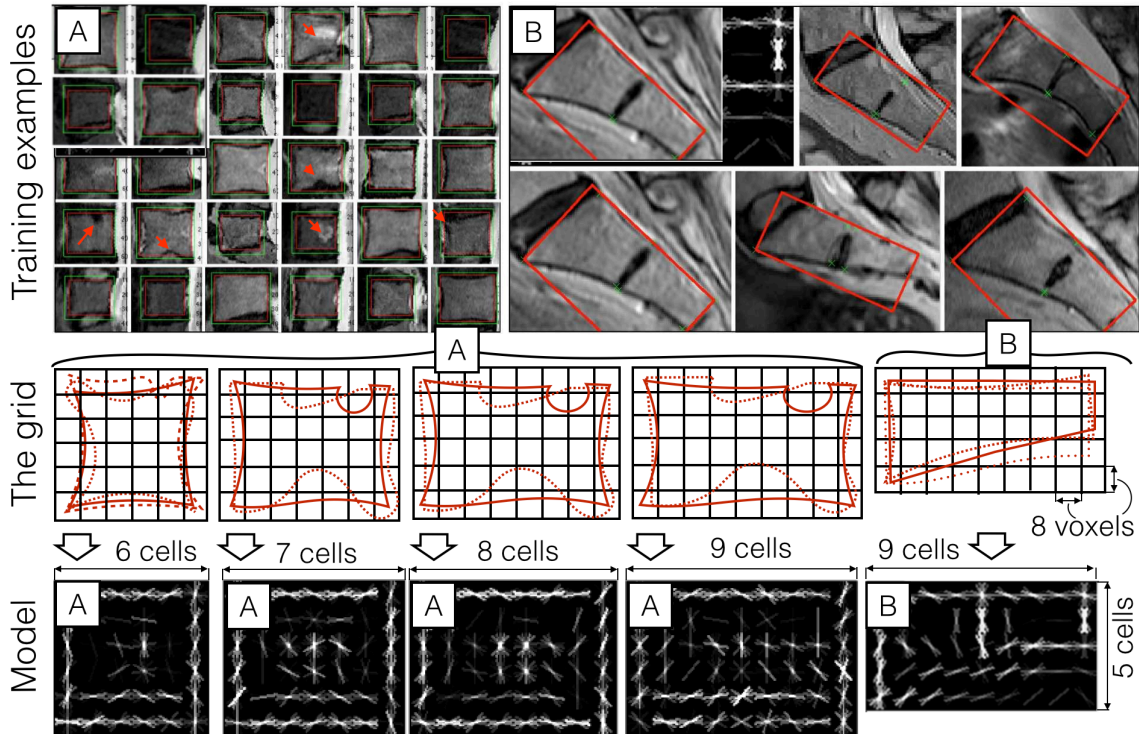 Training examples
A
B
The grid
A
B
8 voxels
6 cells
7 cells
8 cells
9 cells
9 cells
Model
A
A
A
A
B
5 cells